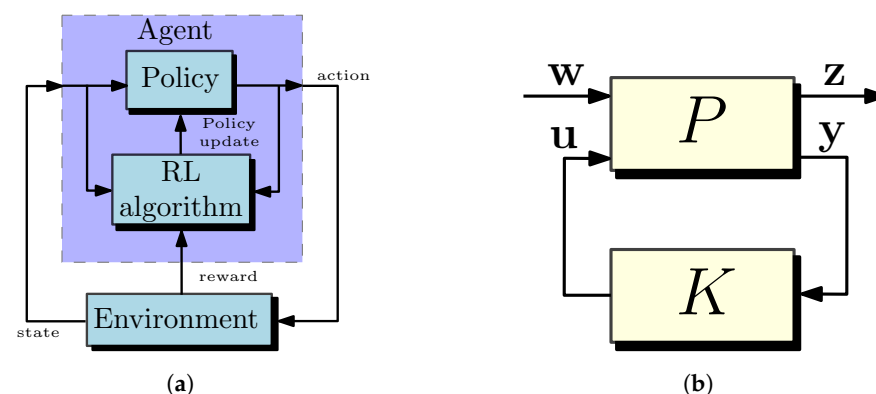 Agent
Policy
action
Policy
update
RL
algorithm
reward
Environment
state
(a)
w
z
P
u
y
K
(b)